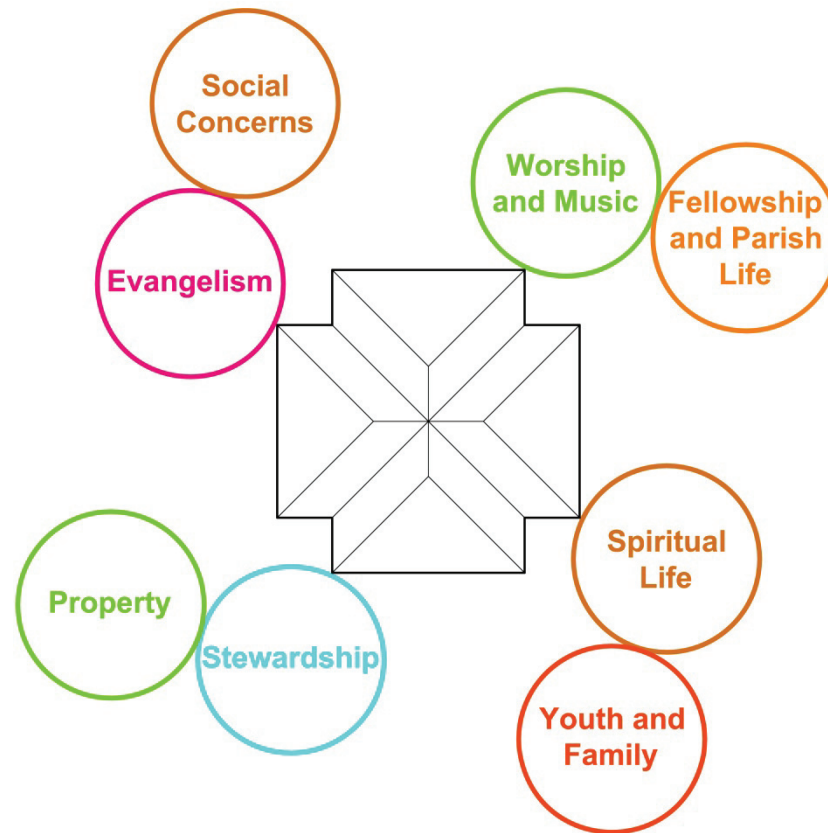 Social
Concerns
Worship
and Music
Fellowship
and Parish
Life
Evangelism
Spiritual
Life
Property
Stewardship
Youth and
Family